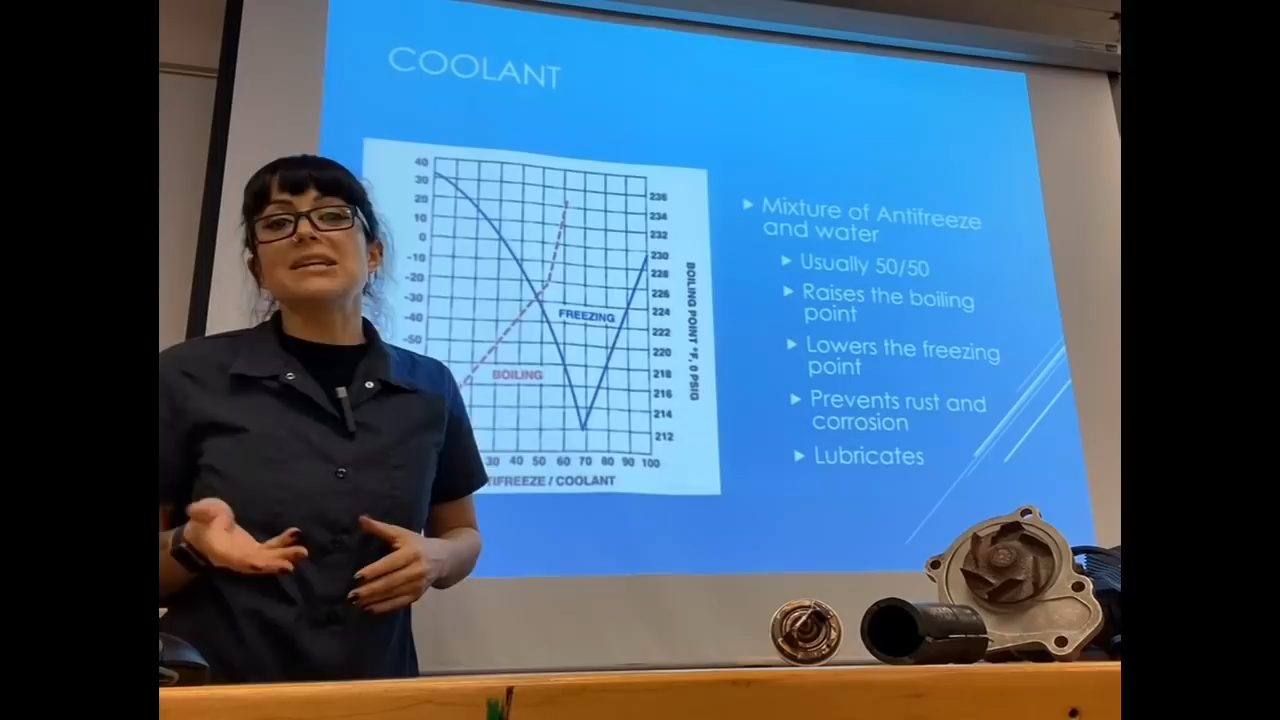 COOLANT
40
30
20
10
0
-10
-20
-30
-40
-50
FREEZING
BOILING
236
234
232
230
228
226
224
222
220
218
216
214
212
BOILING POINT °F, 0 PSIG
30 40 50 60 70 80 90 100
TIFREEZE / COOLANT
Mixture of Antifreeze
and water
Usually 50/50
Raises the boiling
point
Lowers the freezing
point
Prevents rust and
corrosion
Lubricates